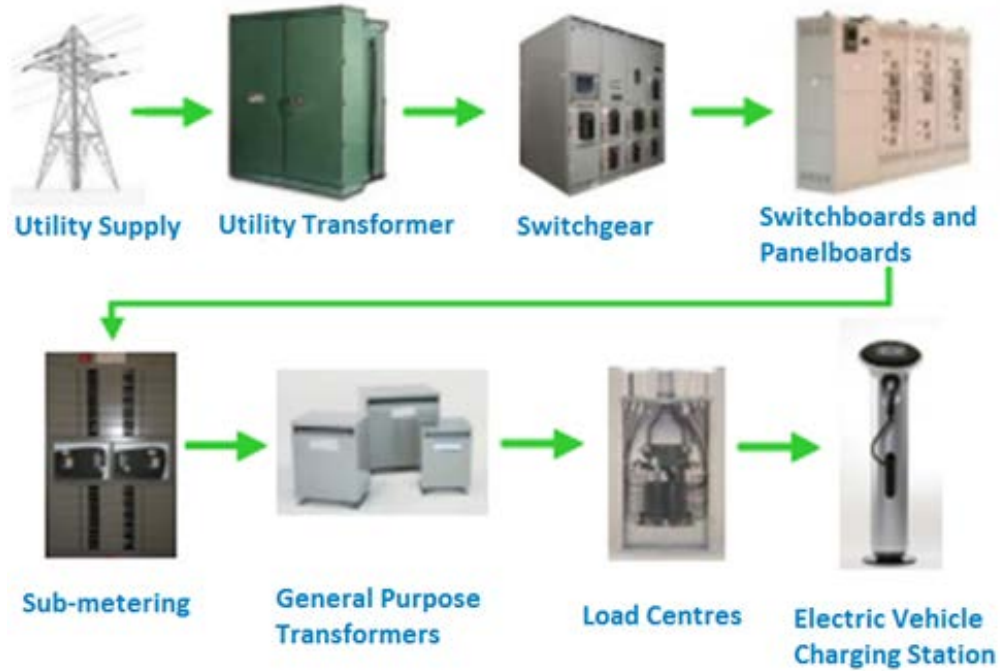 Utility Supply
Utility Transformer
Switchgear
Switchboards and
Panelboards
Sub-metering
General Purpose
Transformers
Load Centres
Electric Vehicle
Charging Station